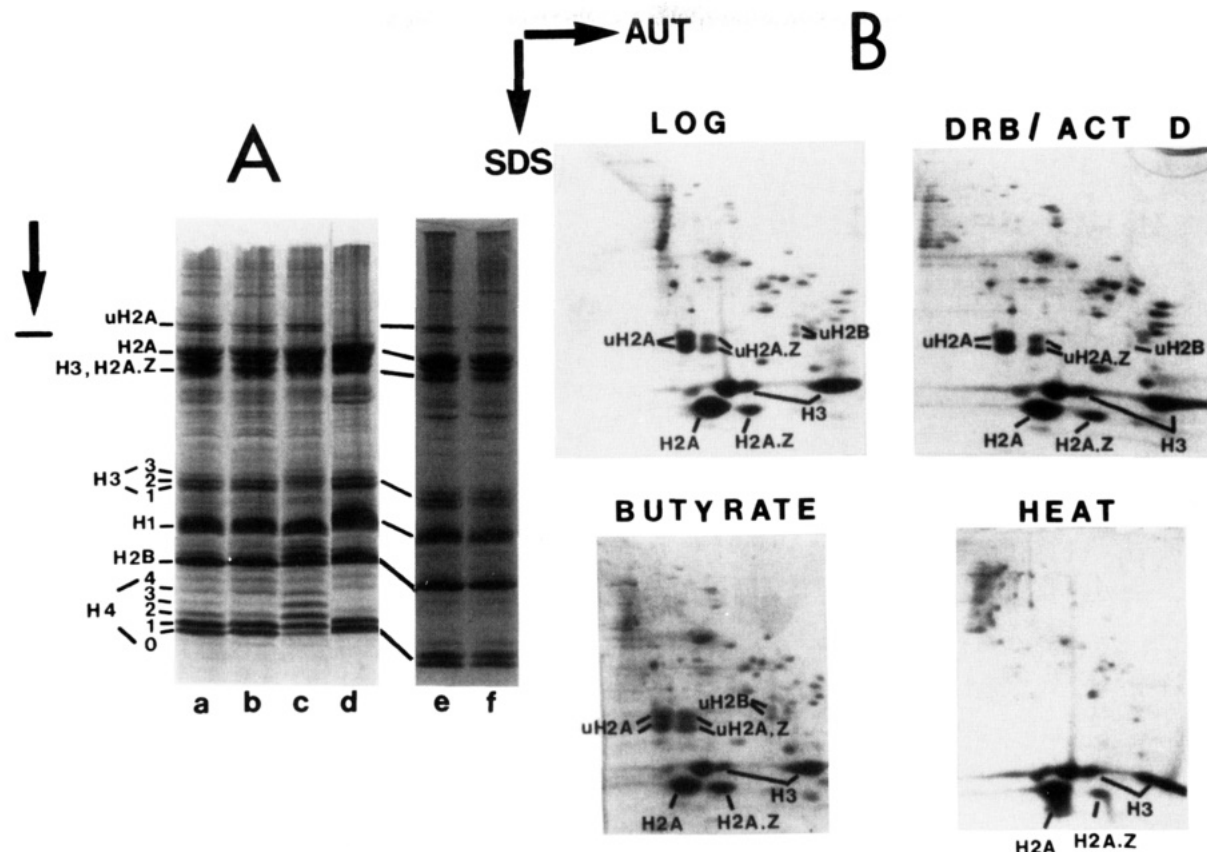 AUT
SDS
A
uH2A
H2A
H3, H2A.Z
H3
3
2
1
H1
H2B
H4
4
3
2
1
0
a b c d e f
B
LOG
uH2A
uH2A.Z
uH2B
H3
H2A
H2A.Z
DRB/ ACT D
uH2A
uH2A.Z
uH2B
H2A
H2A.Z
H3
BUTYRATE
uH2B
uH2A
uH2A.Z
H3
H2A
H2A.Z
HEAT
H3
H2A
H2A.Z